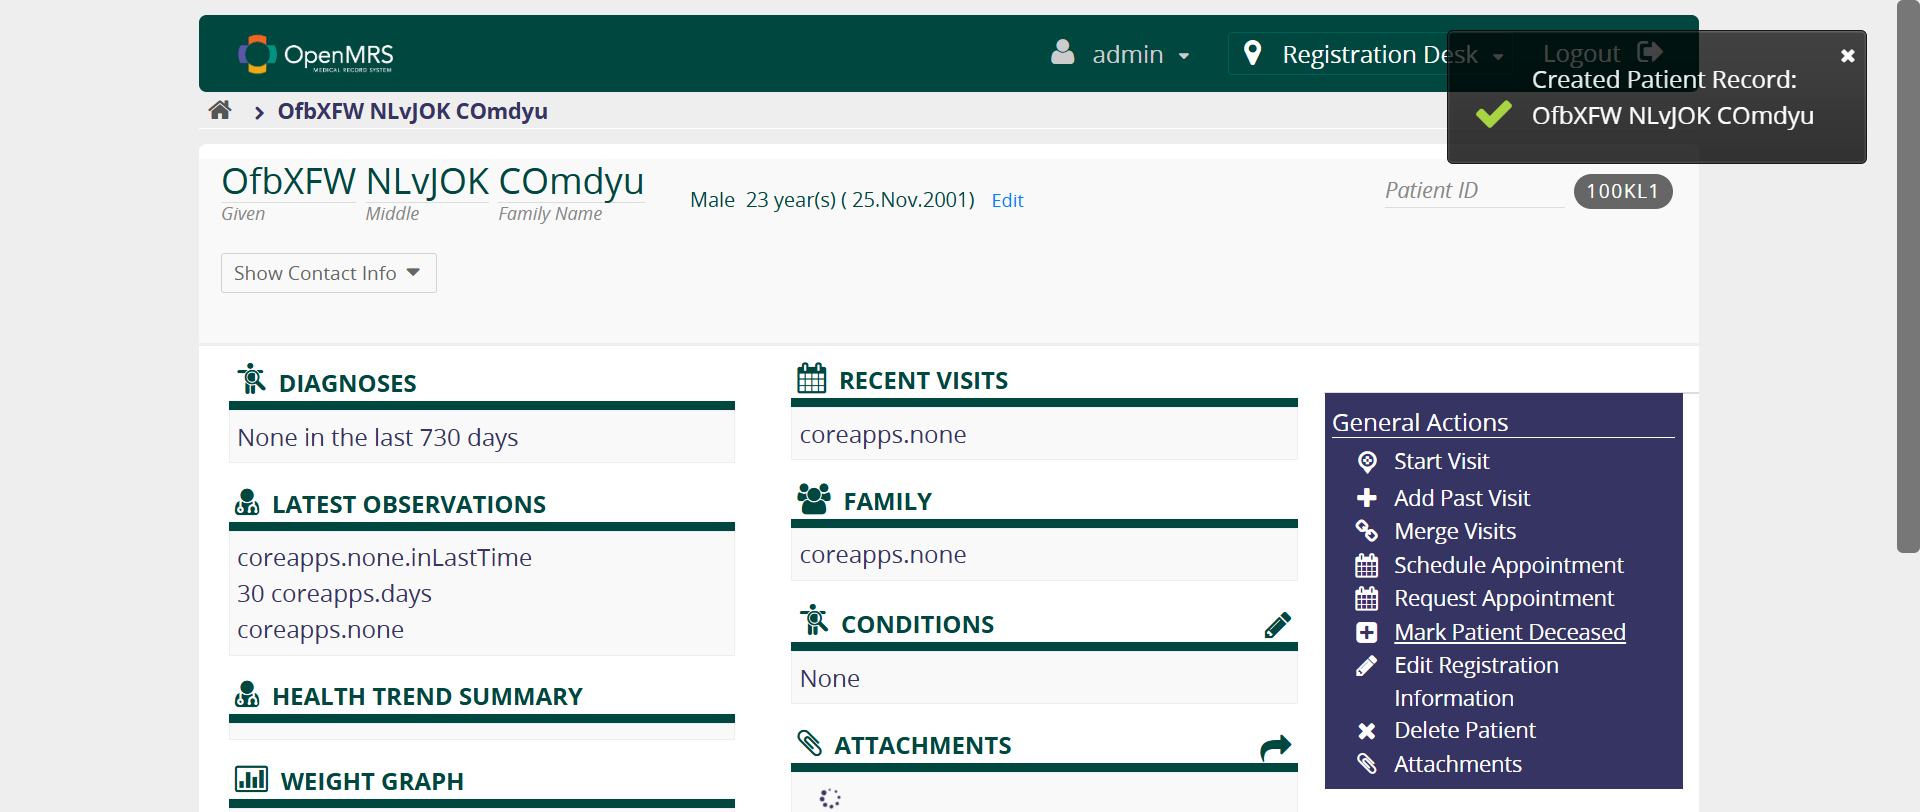 OpenMRS
MEDICAL RECORD SYSTEM
admin
Registration Desk
Logout
Created Patient Record:
OfbXFW NLvJOK COmdyu
OfbXFW NLvJOK COmdyu
OfbXFW NLvJOK COmdyu
Given Middle Family Name
Male 23 year(s) ( 25.Nov.2001) Edit
Patient ID 100KL1
Show Contact Info
DIAGNOSES
None in the last 730 days
LATEST OBSERVATIONS
coreapps.none.inLastTime
30 coreapps.days
coreapps.none
HEALTH TREND SUMMARY
WEIGHT GRAPH
RECENT VISITS
coreapps.none
FAMILY
coreapps.none
CONDITIONS
None
ATTACHMENTS
General Actions
Start Visit
Add Past Visit
Merge Visits
Schedule Appointment
Request Appointment
Mark Patient Deceased
Edit Registration
Information
Delete Patient
Attachments